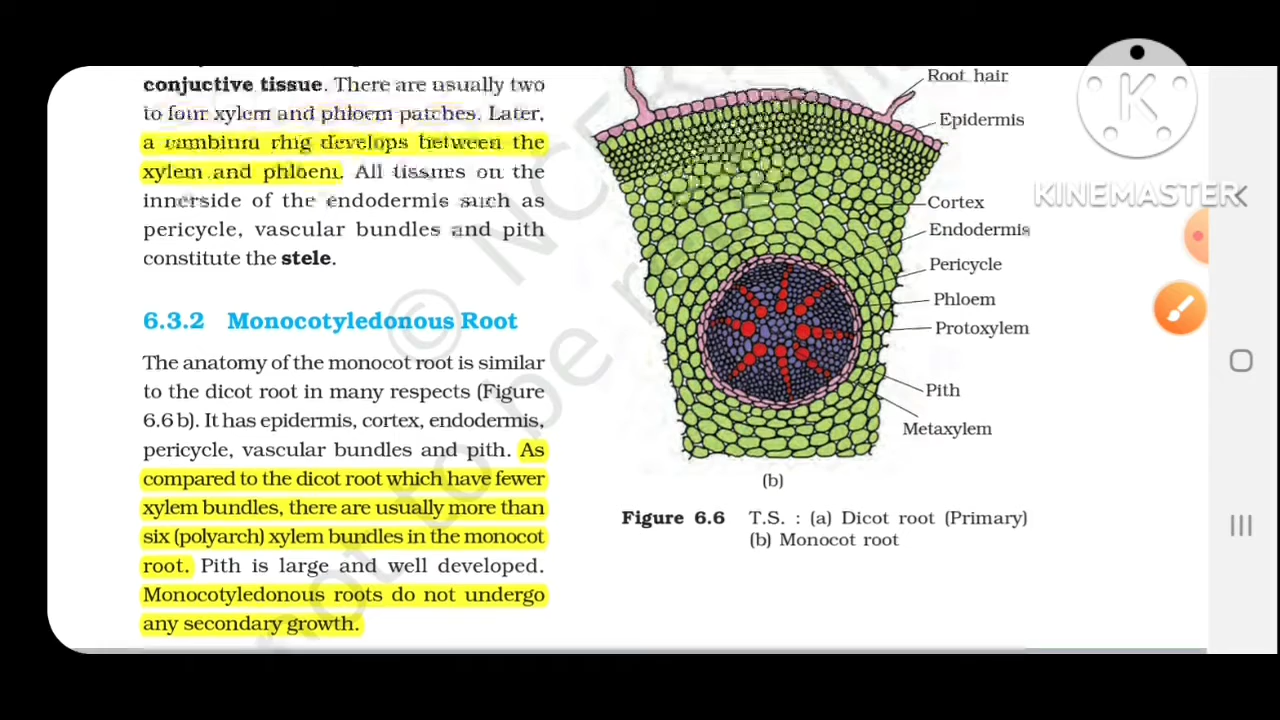 conjunctive tissue. There are usually two
to four xylem and phloem patches. Later,
a cambium ring develops between the
xylem and phloem. All tissues on the
innerside of the endodermis such as
pericycle, vascular bundles and pith
constitute the stele.
6.3.2 Monocotyledonous Root
The anatomy of the monocot root is similar
to the dicot root in many respects (Figure
6.6 b). It has epidermis, cortex, endodermis,
pericycle, vascular bundles and pith. As
compared to the dicot root which have fewer
xylem bundles, there are usually more than
six (polyarch) xylem bundles in the monocot
root. Pith is large and well developed.
Monocotyledonous roots do not undergo
any secondary growth.
Root hair
Epidermis
Cortex
Endodermis
Pericycle
Phloem
Protoxylem
Pith
Metaxylem
(b)
Figure 6.6 T.S. : (a) Dicot root (Primary)
(b) Monocot root
K
KINEMASTER
© NCE
not to be re